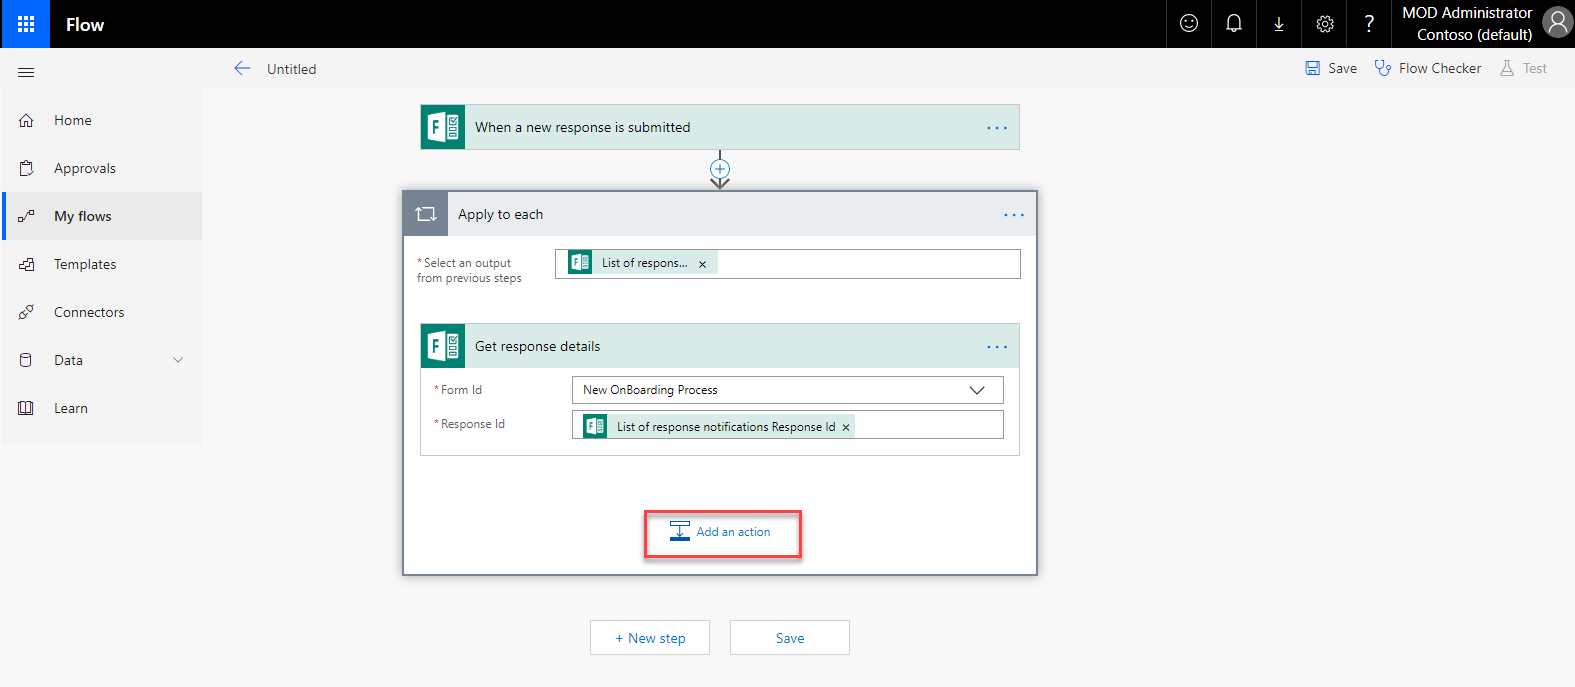 Flow
?
MOD Administrator
Contoso (default)
Untitled
Save
Flow Checker
Test
Home
Approvals
My flows
Templates
Connectors
Data
Learn
F
When a new response is submitted
...
Apply to each
...
* Select an output
from previous steps
F
List of respons... x
F
Get response details
...
* Form Id
New OnBoarding Process
* Response Id
F
List of response notifications Response Id x
Add an action
+ New step
Save